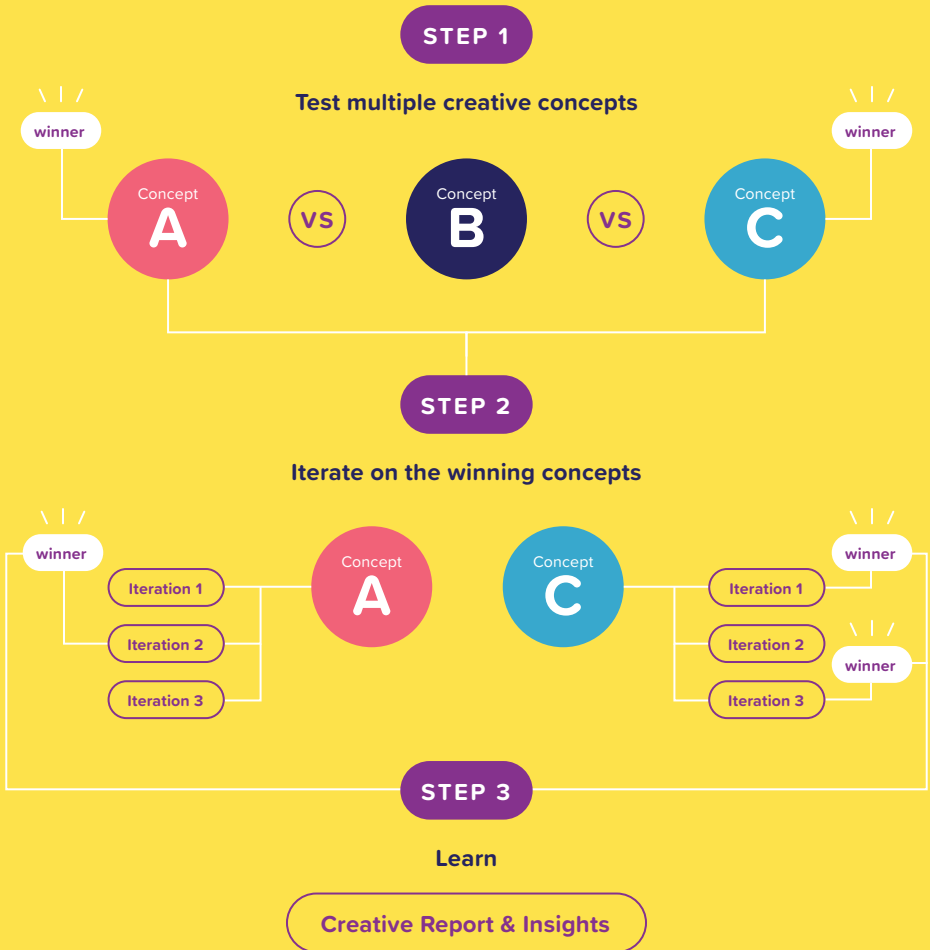 STEP 1
Test multiple creative concepts
winner
winner
Concept
A
VS
Concept
B
VS
Concept
C
STEP 2
Iterate on the winning concepts
winner
Iteration 1
Iteration 2
Iteration 3
Concept
A
Concept
C
Iteration 1
Iteration 2
Iteration 3
winner
winner
STEP 3
Learn
Creative Report & Insights